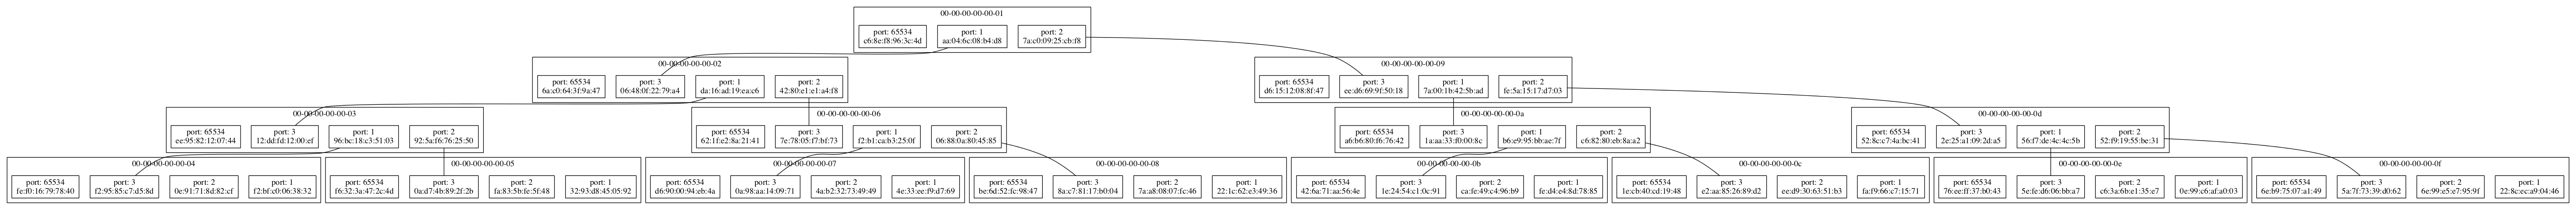 00-00-00-00-00-01
port: 65534
c6:8e:f8:96:3c:4d
port: 1
aa:04:6c:08:b4:d8
port: 2
7a:c0:09:25:cb:f8
00-00-00-00-00-02
port: 65534
6a:c0:64:3f:9a:47
port: 3
06:48:0f:22:79:a4
port: 1
da:16:ad:19:ea:c6
port: 2
42:80:e1:e1:a4:f8
00-00-00-00-00-09
port: 65534
d6:15:12:08:8f:47
port: 3
ee:d6:69:9f:50:18
port: 1
7a:00:1b:42:5b:ad
port: 2
fe:5a:15:17:d7:03
00-00-00-00-00-03
port: 65534
ee:95:82:12:07:44
port: 3
12:dd:fd:12:00:ef
port: 1
96:bc:18:c3:51:03
port: 2
92:5a:f6:76:25:50
00-00-00-00-00-06
port: 65534
62:1f:e2:8a:21:41
port: 3
7e:78:05:f7:bf:73
port: 1
f2:b1:ca:b3:25:0f
port: 2
06:88:0a:80:45:85
00-00-00-00-00-0a
port: 65534
a6:b6:80:f6:76:42
port: 3
1a:aa:33:f0:00:8c
port: 1
b6:e9:95:bb:ae:7f
port: 2
c6:82:80:eb:8a:a2
00-00-00-00-00-0d
port: 65534
52:8c:c7:4a:bc:41
port: 3
2e:25:a1:09:2d:a5
port: 1
56:f7:de:4c:4c:5b
port: 2
52:f9:19:55:be:31
00-00-00-00-00-04
port: 65534
fe:f0:16:79:78:40
port: 3
f2:95:85:c7:d5:8d
port: 2
0e:91:71:8d:82:cf
port: 1
f2:bf:c0:06:38:32
00-00-00-00-00-05
port: 65534
f6:32:3a:47:2c:4d
port: 3
0a:d7:4b:89:2f:2b
port: 2
fa:83:5b:fe:5f:48
port: 1
32:93:d8:45:05:92
00-00-00-00-00-07
port: 65534
d6:90:00:94:eb:4a
port: 3
0a:98:aa:14:09:71
port: 2
4a:b2:32:73:49:49
port: 1
4e:33:ee:f9:d7:69
00-00-00-00-00-08
port: 65534
be:6d:52:fc:98:47
port: 3
8a:c7:81:17:b0:04
port: 2
7a:a8:08:07:fc:46
port: 1
22:1c:62:e3:49:36
00-00-00-00-00-0b
port: 65534
42:6a:71:aa:56:4e
port: 3
1e:24:54:c1:0c:91
port: 2
ca:fe:49:c4:96:b9
port: 1
fe:d4:e4:8d:78:85
00-00-00-00-00-0c
port: 65534
1e:cb:40:cd:19:48
port: 3
e2:aa:85:26:89:d2
port: 2
ee:d9:30:63:51:b3
port: 1
fa:f9:66:c7:15:71
00-00-00-00-00-0e
port: 65534
76:ee:ff:37:b0:43
port: 3
5e:fe:d6:06:bb:a7
port: 2
c6:3a:6b:e1:35:e7
port: 1
0e:99:c6:af:a0:03
00-00-00-00-00-0f
port: 65534
6e:b9:75:07:a1:49
port: 3
5a:7f:73:39:d0:62
port: 2
6e:99:e5:e7:95:9f
port: 1
22:8c:ec:a9:04:46